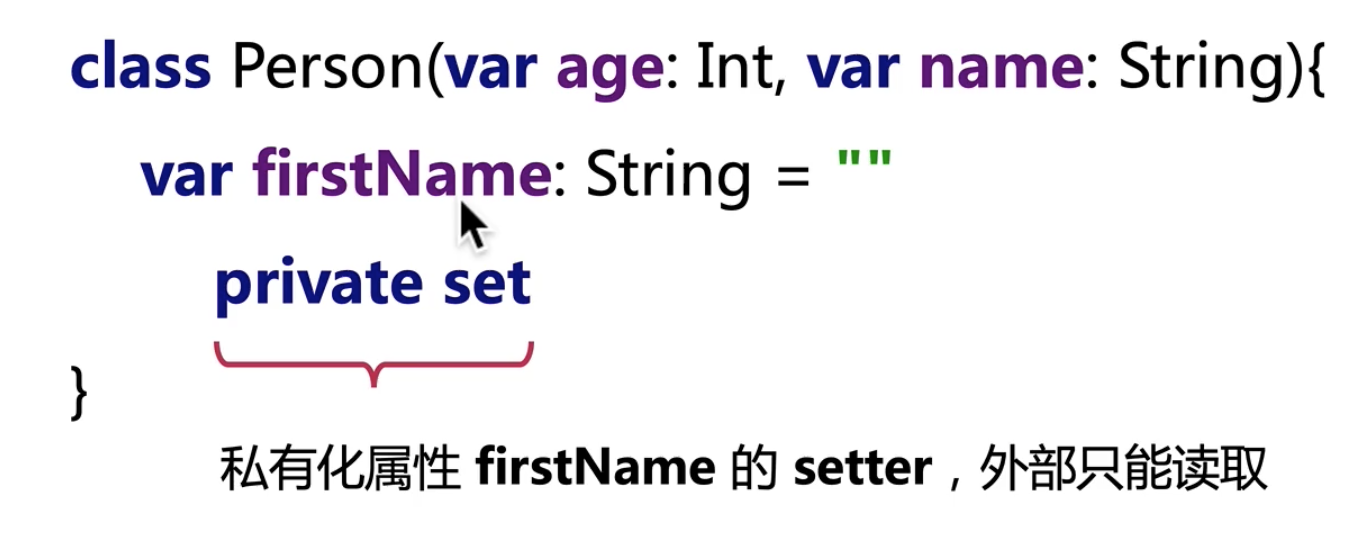 class Person(var age: Int, var name: String){
var firstName: String = ""
private set
}
私有化属性 firstName 的 setter，外部只能读取